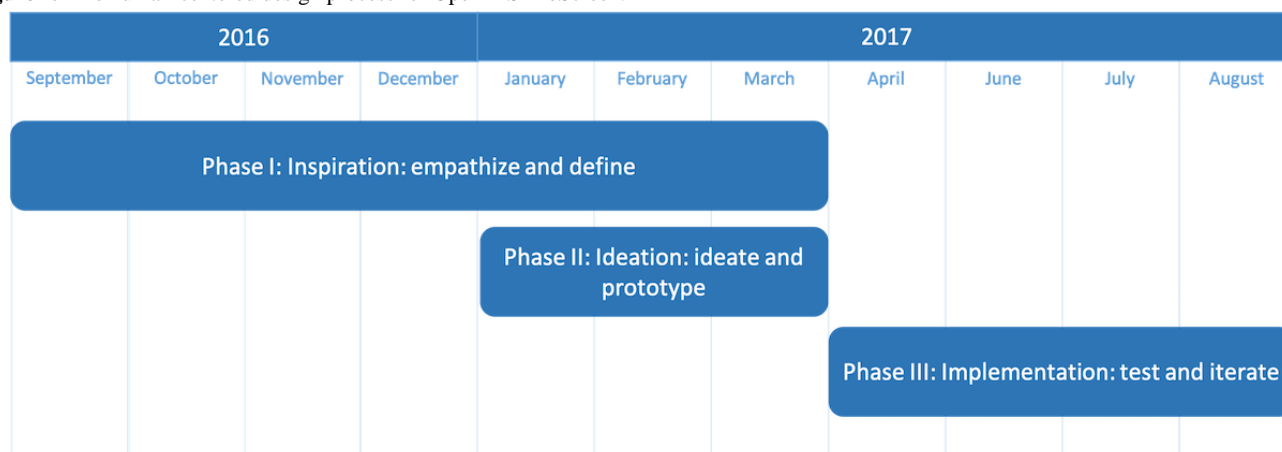 2016 2017
September October November December January February March April June July August
Phase I: Inspiration: empathize and define
Phase II: Ideation: ideate and
prototype
Phase III: Implementation: test and iterate